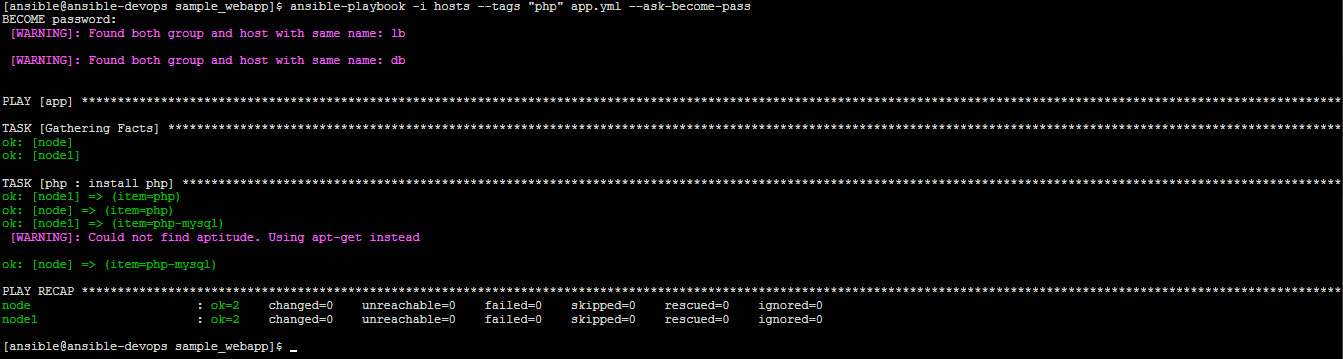 [ansible@ansible-devops sample_webapp]$ ansible-playbook -i hosts --tags "php" app.yml --ask-become-pass
BECOME password:
 [WARNING]: Found both group and host with same name: lb
 [WARNING]: Found both group and host with same name: db
PLAY [app] ******************************************************************************************************************************************************************************
TASK [Gathering Facts] ******************************************************************************************************************************************************************
ok: [node]
ok: [node1]
TASK [php : install php] ****************************************************************************************************************************************************************
ok: [node1] => (item=php)
ok: [node] => (item=php)
ok: [node1] => (item=php-mysql)
 [WARNING]: Could not find aptitude. Using apt-get instead
ok: [node] => (item=php-mysql)
PLAY RECAP ******************************************************************************************************************************************************************************
node                       : ok=2    changed=0    unreachable=0    failed=0    skipped=0    rescued=0    ignored=0
node1                      : ok=2    changed=0    unreachable=0    failed=0    skipped=0    rescued=0    ignored=0
[ansible@ansible-devops sample_webapp]$ _